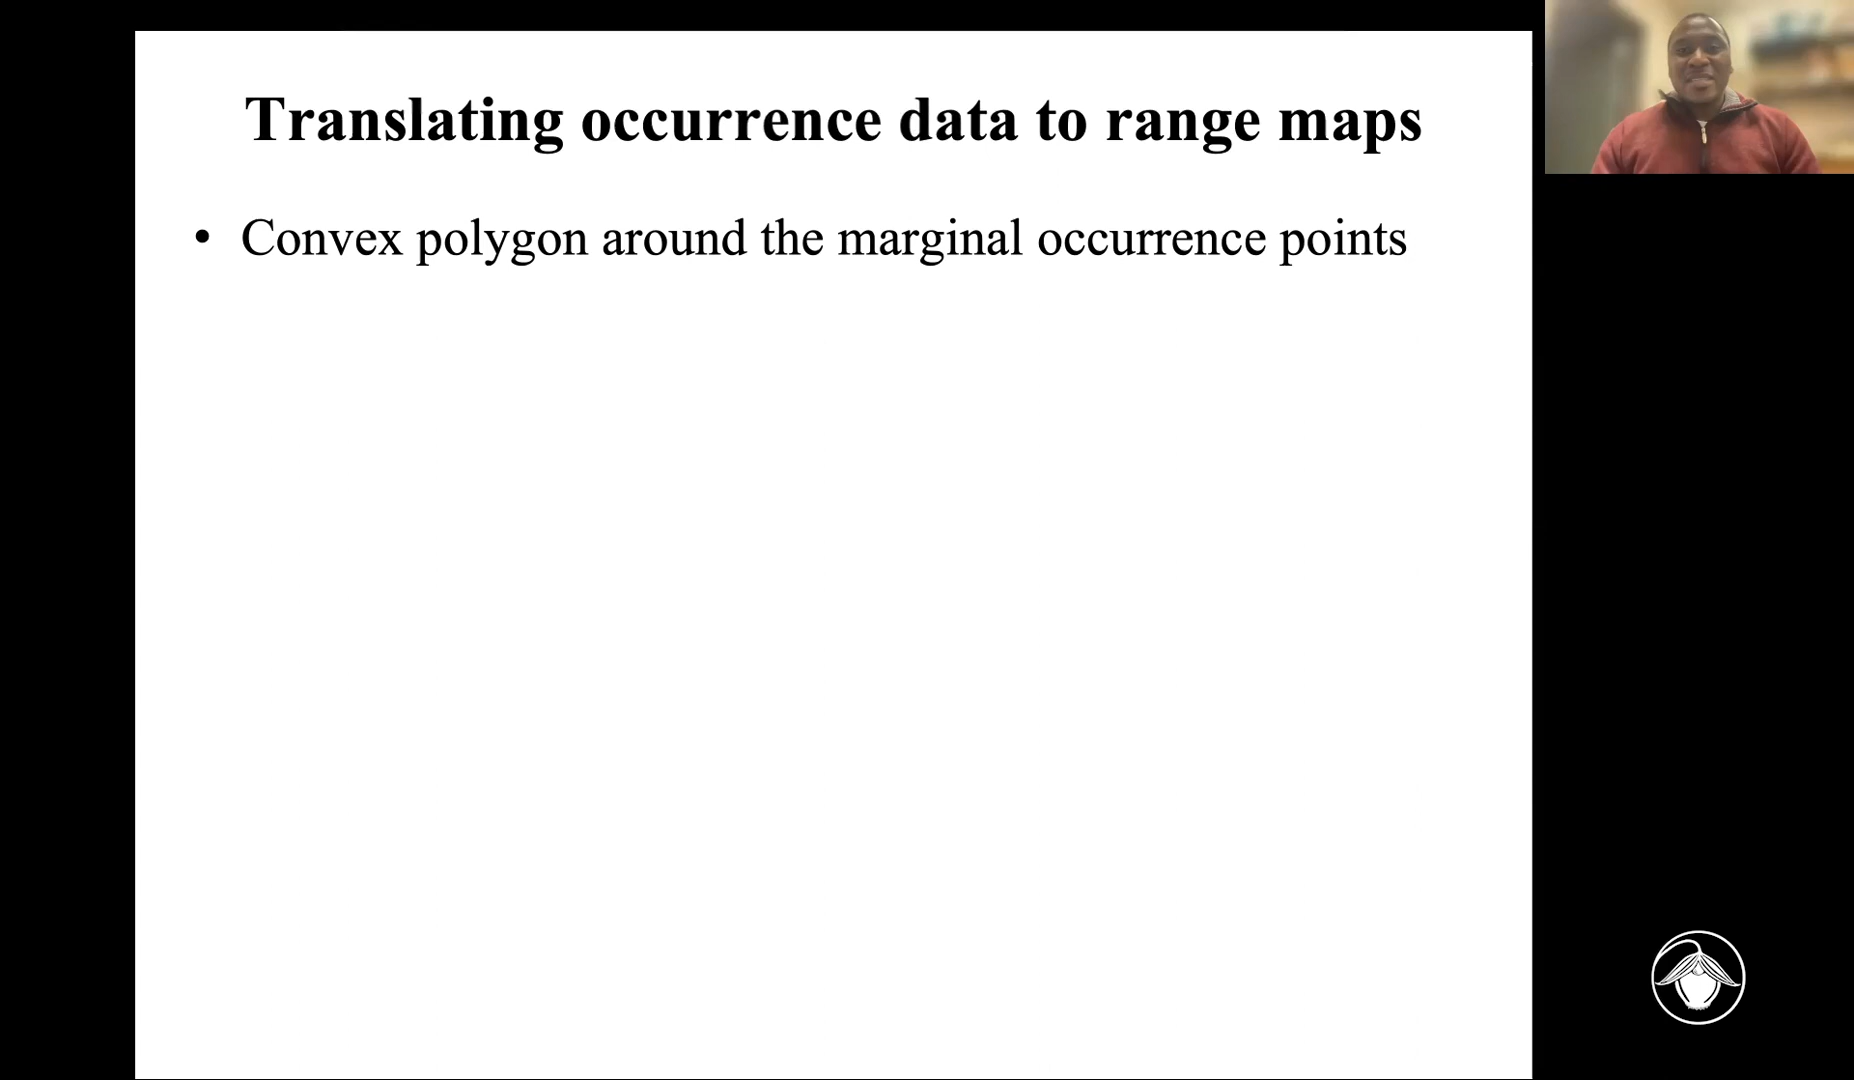 Translating occurrence data to range maps
• Convex polygon around the marginal occurrence points